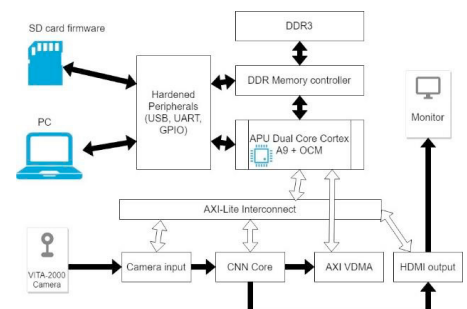 SD card firmware
DDR3
Hardened
Peripherals
(USB, UART,
GPIO)
DDR Memory controller
Monitor
PC
APU Dual Core Cortex
A9 + OCM
AXI-Lite Interconnect
VITA-2000
Camera
Camera input
CNN Core
AXI VDMA
HDMI output